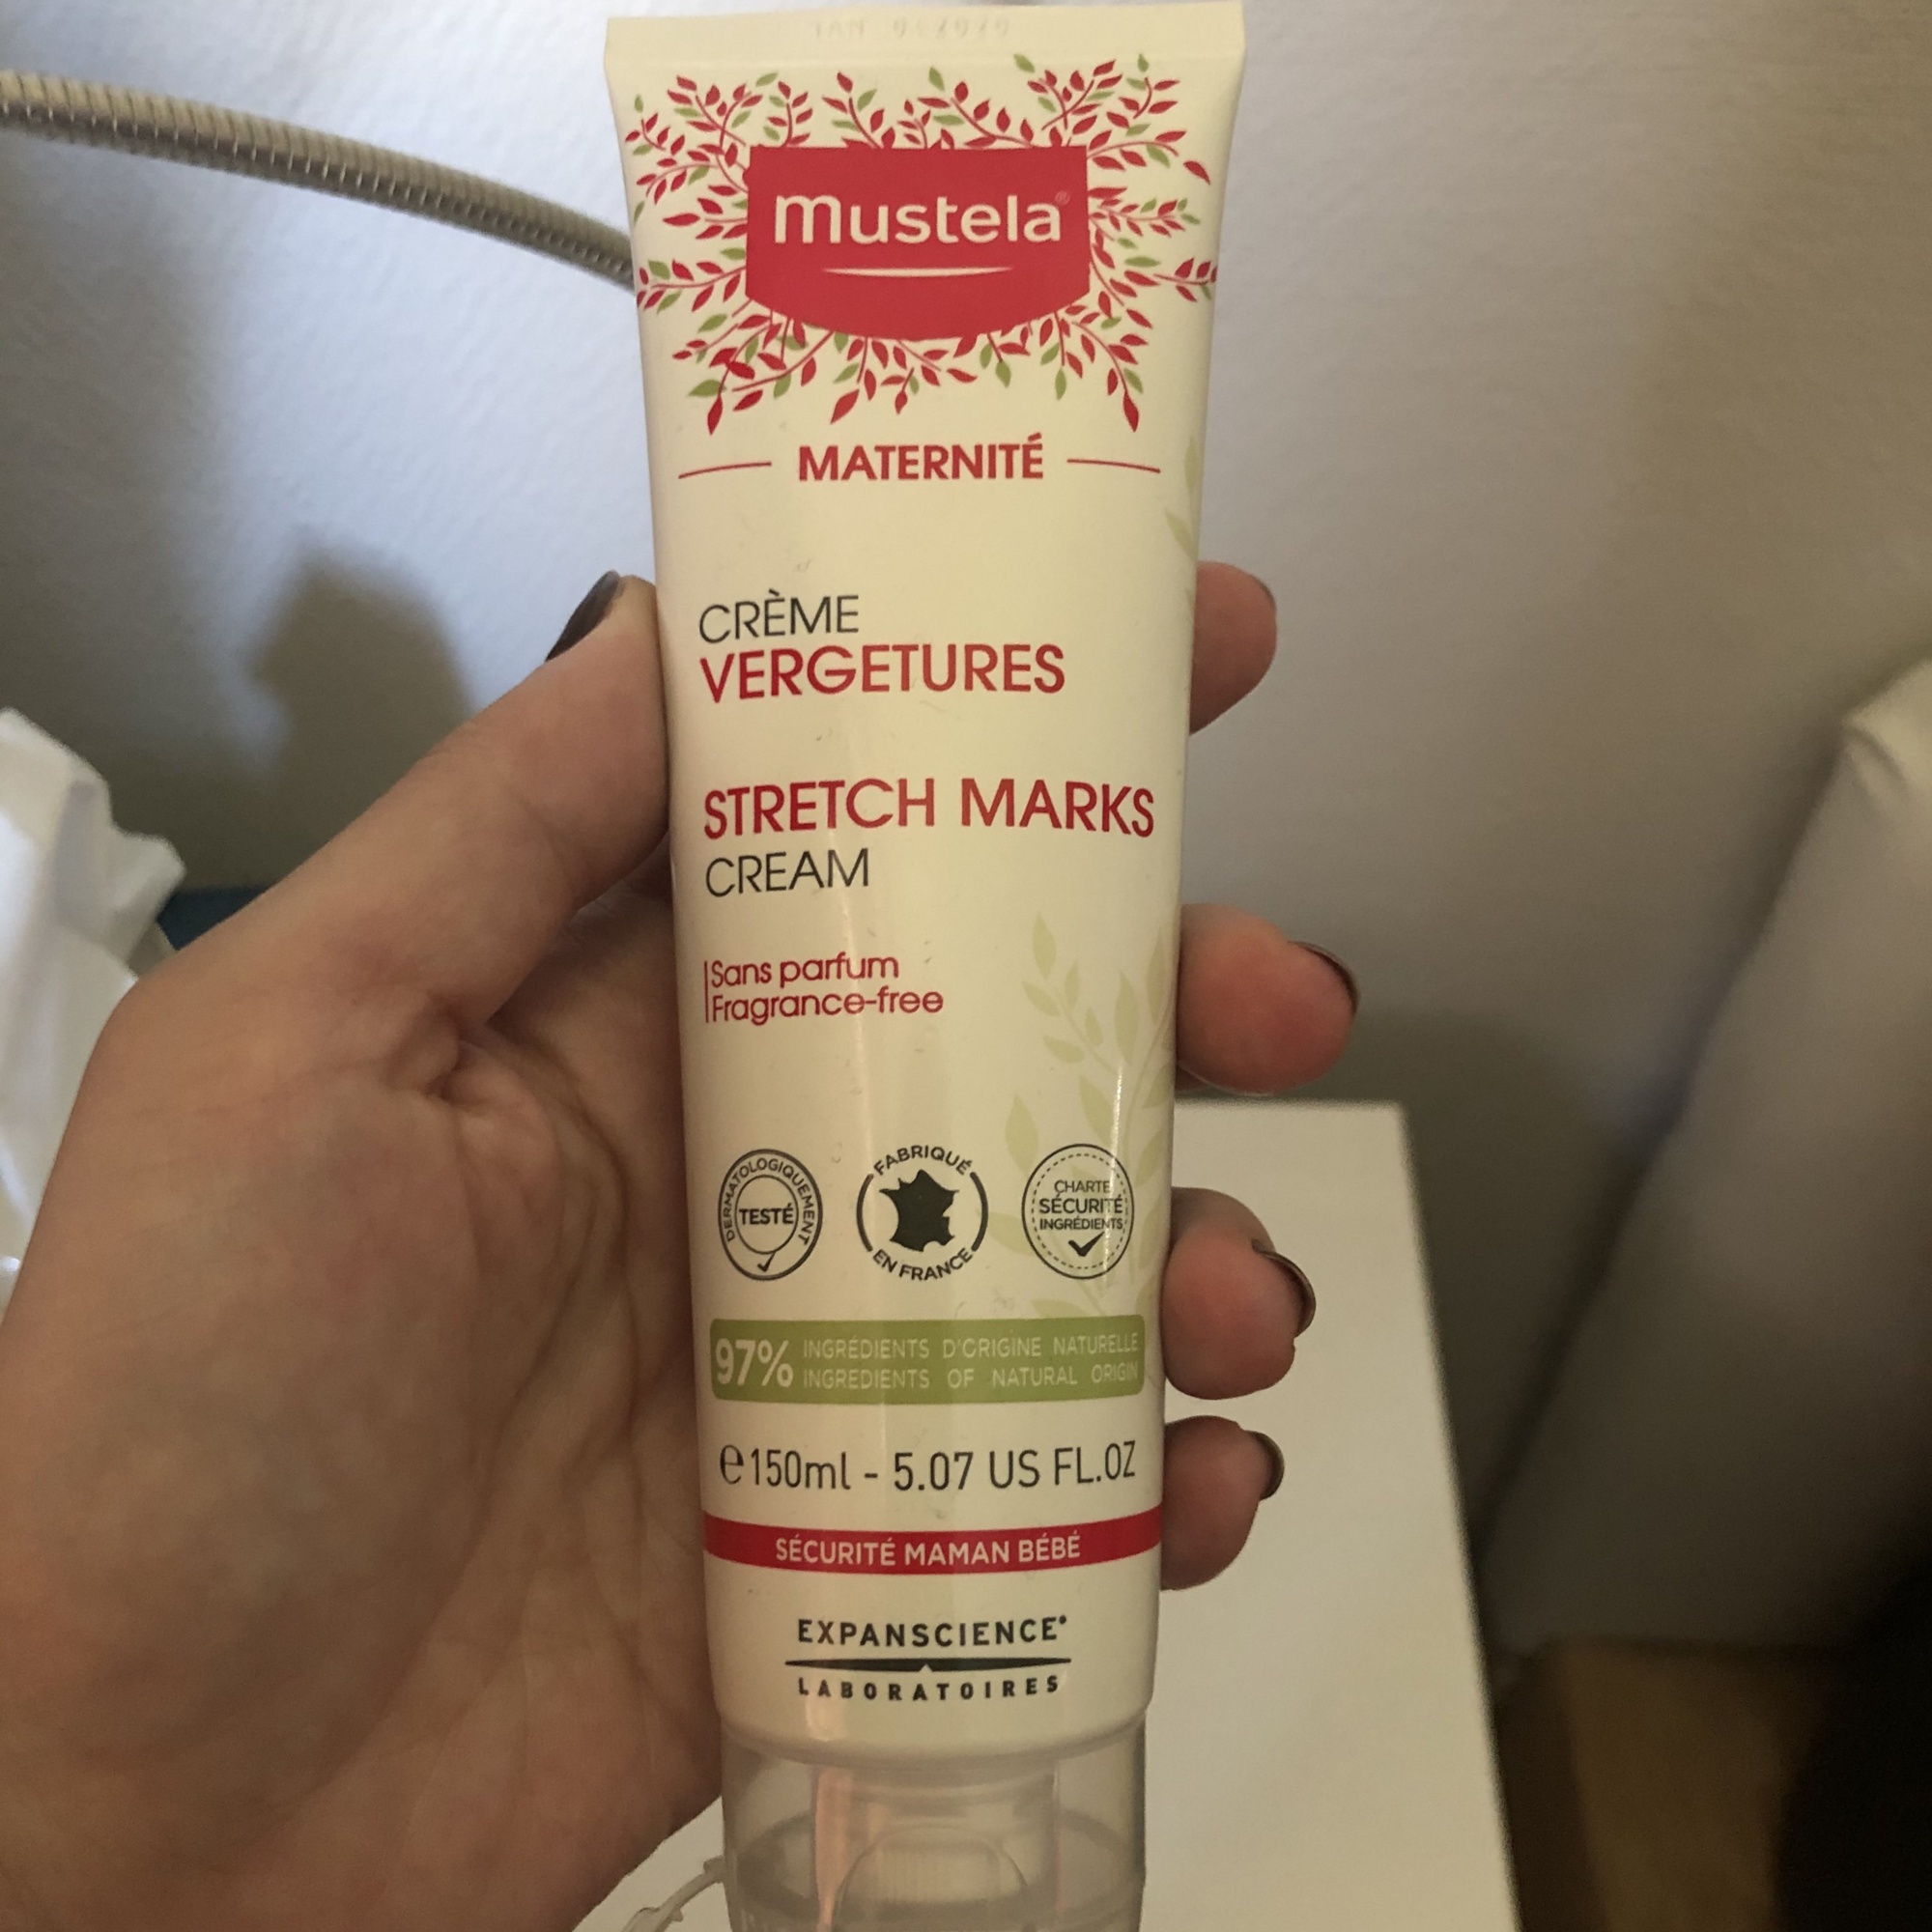 mustela®
MATERNITÉ
CRÈME
VERGETURES
STRETCH MARKS
CREAM
Sans parfum
Fragrance-free
DERMATOLOGIQUEMENT
TESTÉ
FABRIQUÉ
EN FRANCE
CHARTE
SÉCURITÉ
INGRÉDIENTS
97% INGRÉDIENTS D'ORIGINE NATURELLE
INGREDIENTS OF NATURAL ORIGIN
℮150ml - 5.07 US FL.OZ
SÉCURITÉ MAMAN BÉBÉ
EXPANSCIENCE®
LABORATOIRES